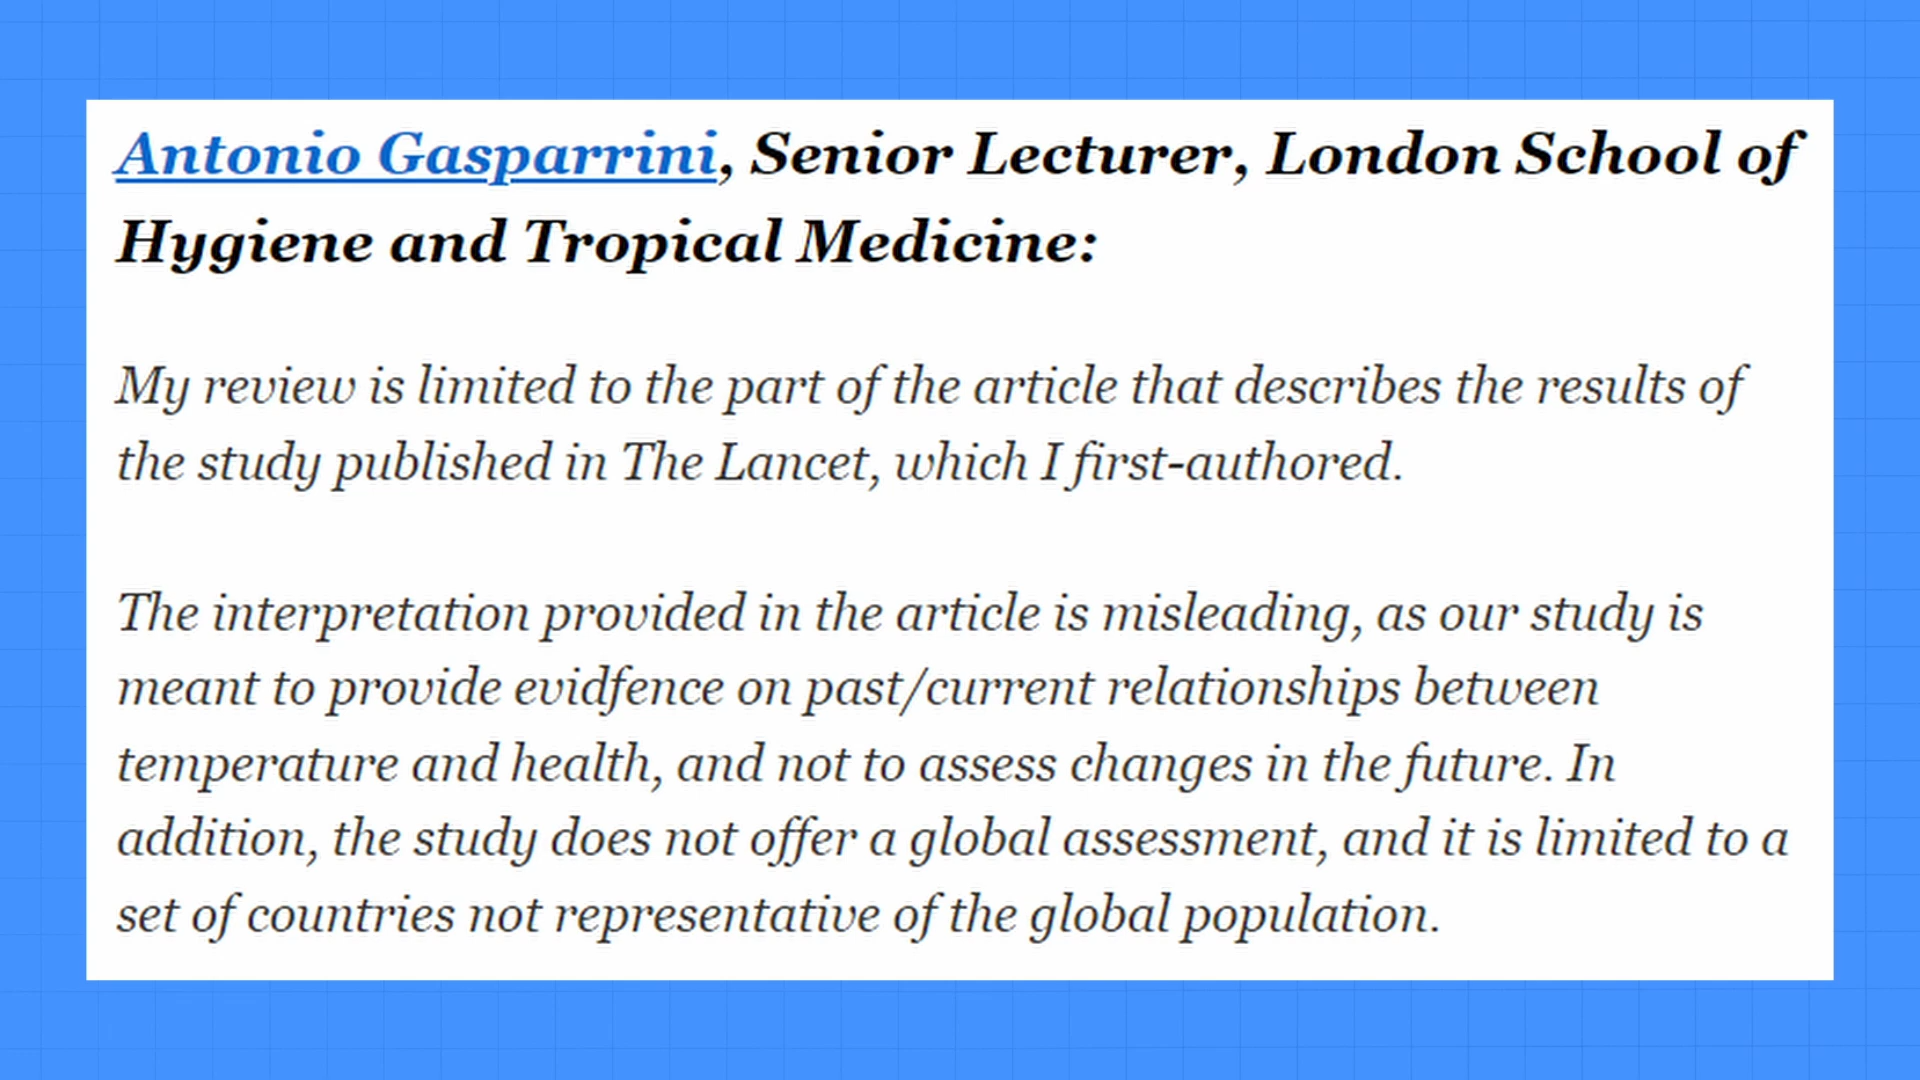 Antonio Gasparrini, Senior Lecturer, London School of
Hygiene and Tropical Medicine:
My review is limited to the part of the article that describes the results of
the study published in The Lancet, which I first-authored.
The interpretation provided in the article is misleading, as our study is
meant to provide evidfence on past/current relationships between
temperature and health, and not to assess changes in the future. In
addition, the study does not offer a global assessment, and it is limited to a
set of countries not representative of the global population.